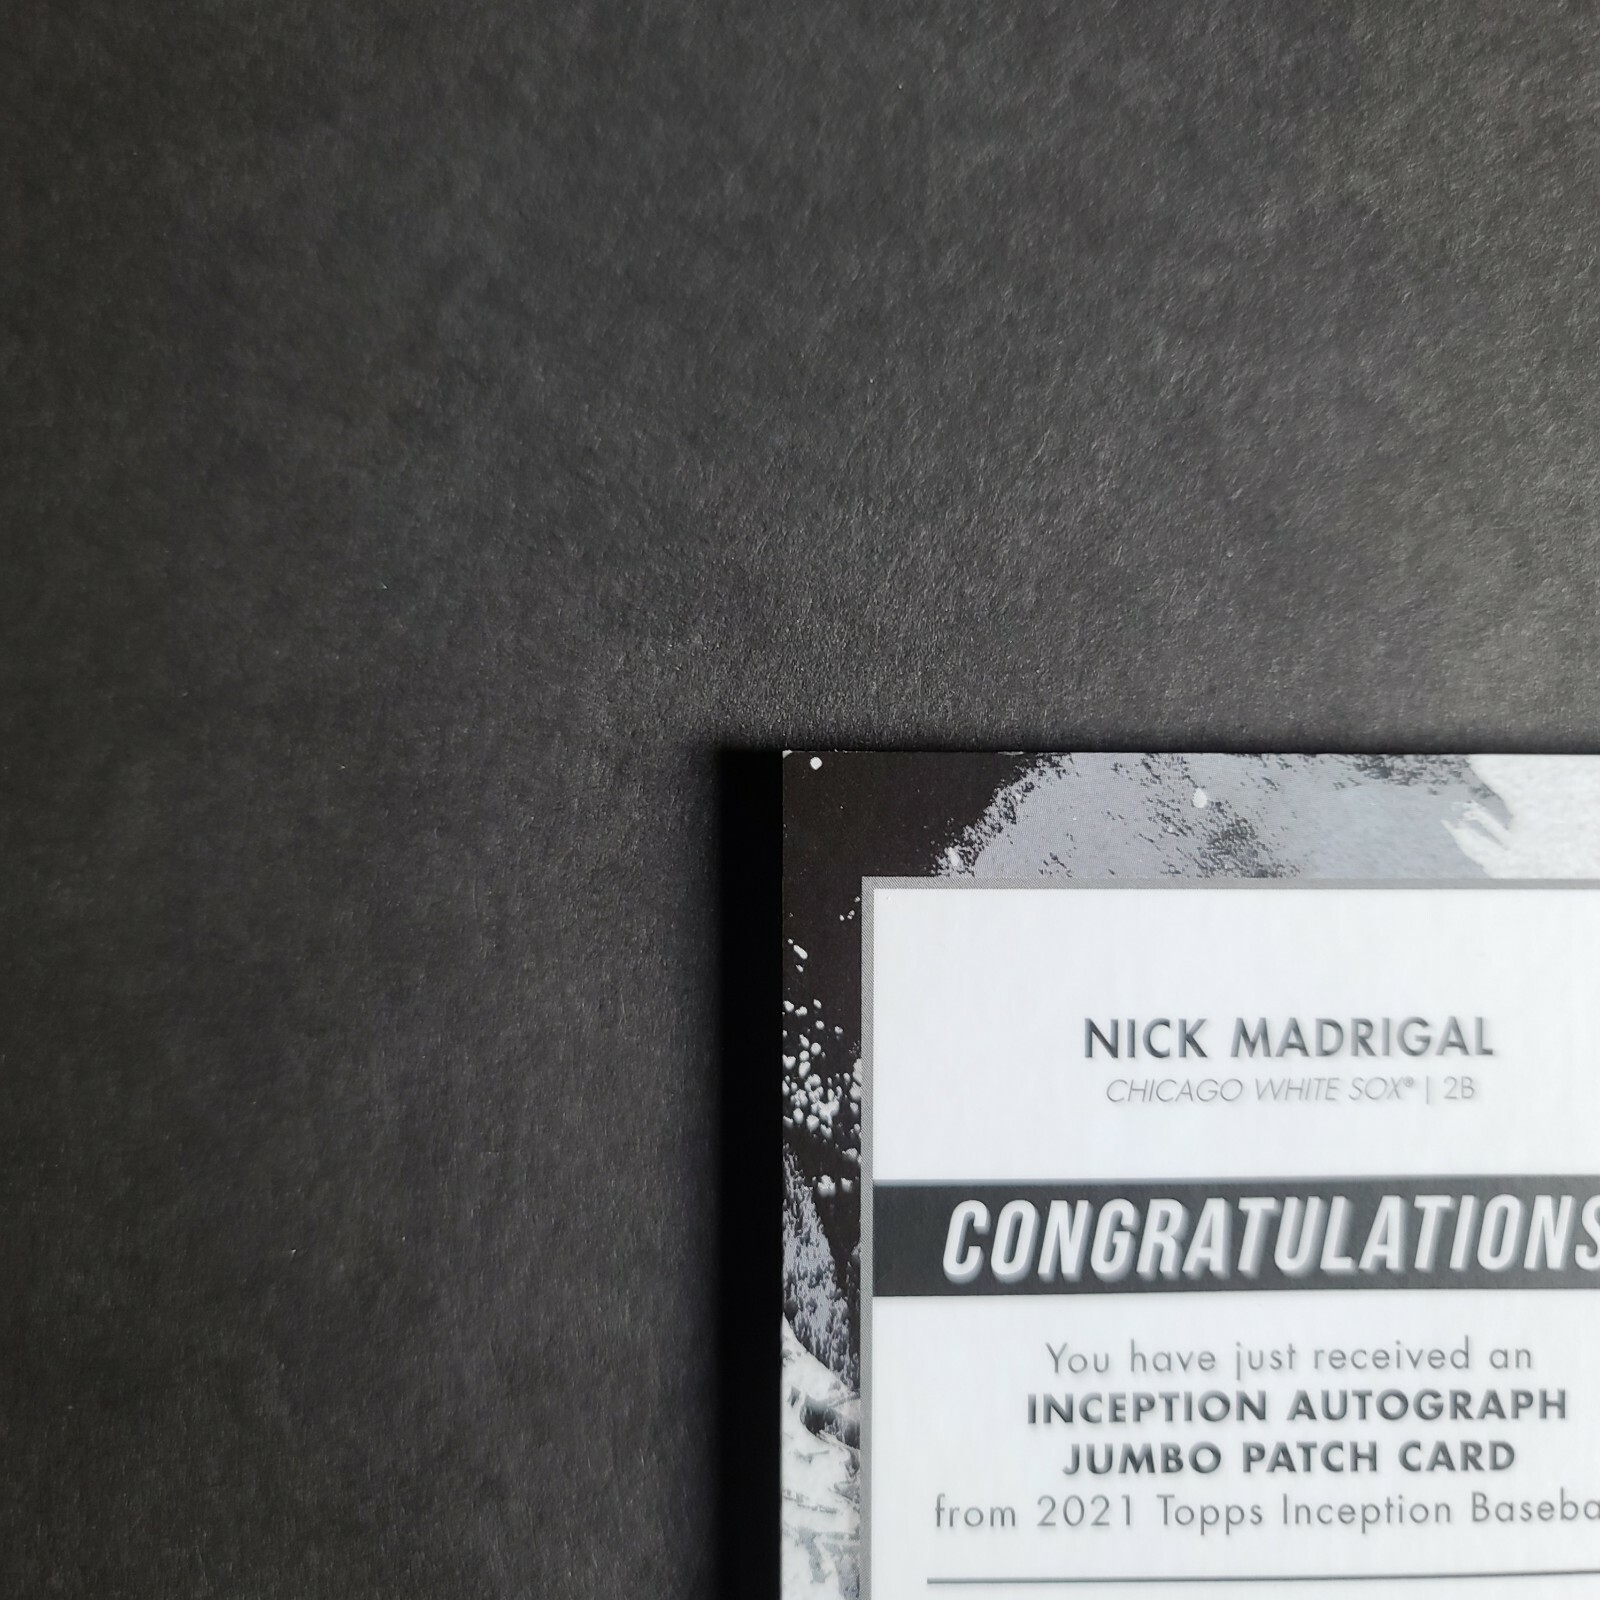 NICK MADRIGAL
CHICAGO WHITE SOX® | 2B
CONGRATULATIONS
You have just received an
INCEPTION AUTOGRAPH
JUMBO PATCH CARD
from 2021 Topps Inception Baseba